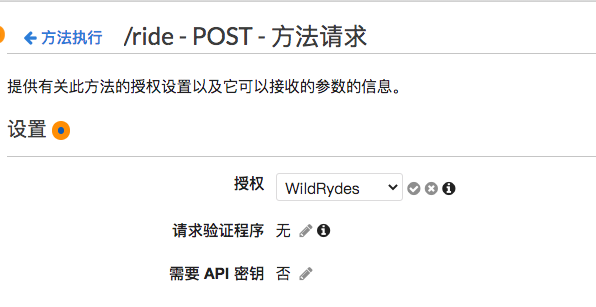 方法执行 /ride - POST - 方法请求
提供有关此方法的授权设置以及它可以接收的参数的信息。
设置
授权 WildRydes
请求验证程序 无
需要 API 密钥 否